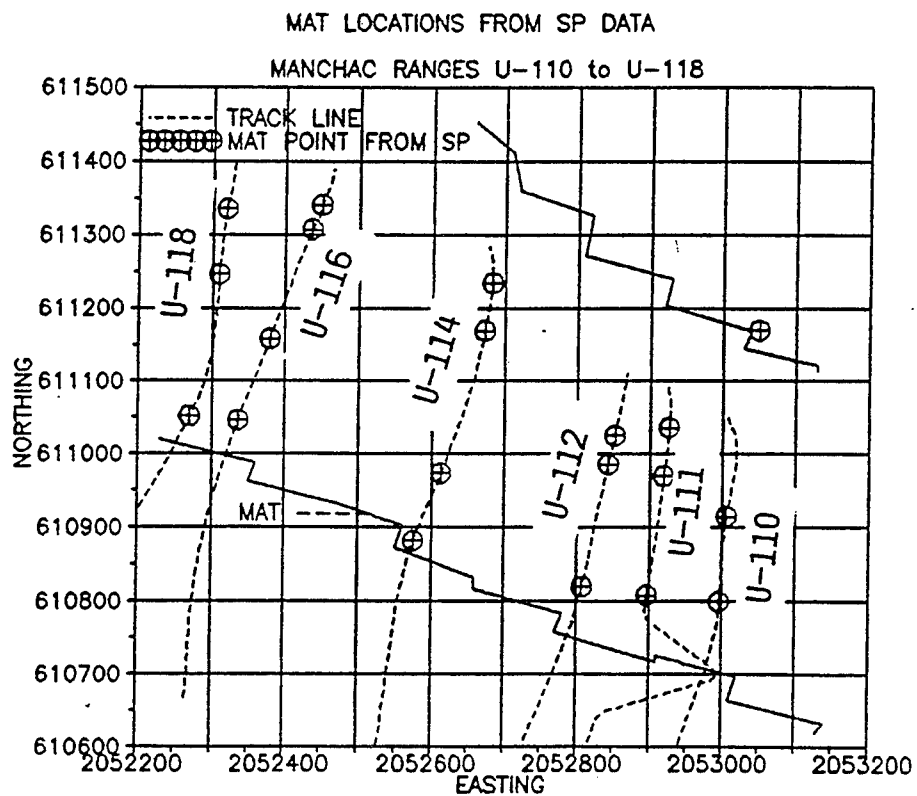 MAT LOCATIONS FROM SP DATA
MANCHAC RANGES U-110 to U-118
611500
TRACK LINE
MAT POINT FROM SP
611400
611300
U-118
U-116
611200
U-114
611100
NORTHING
611000
U-112
U-111
U-110
MAT
610900
610800
610700
610600
2052200 2052400 2052600 2052800 2053000 2053200
EASTING